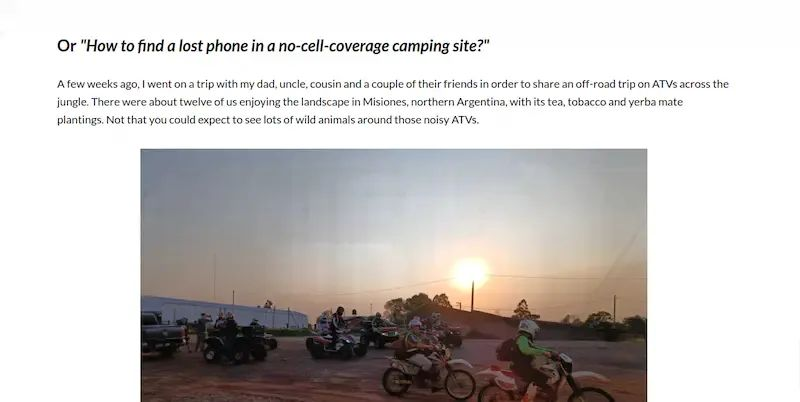 Or "How to find a lost phone in a no-cell-coverage camping site?"
A few weeks ago, I went on a trip with my dad, uncle, cousin and a couple of their friends in order to share an off-road trip on ATVs across the
jungle. There were about twelve of us enjoying the landscape in Misiones, northern Argentina, with its tea, tobacco and yerba mate
plantings. Not that you could expect to see lots of wild animals around those noisy ATVs.